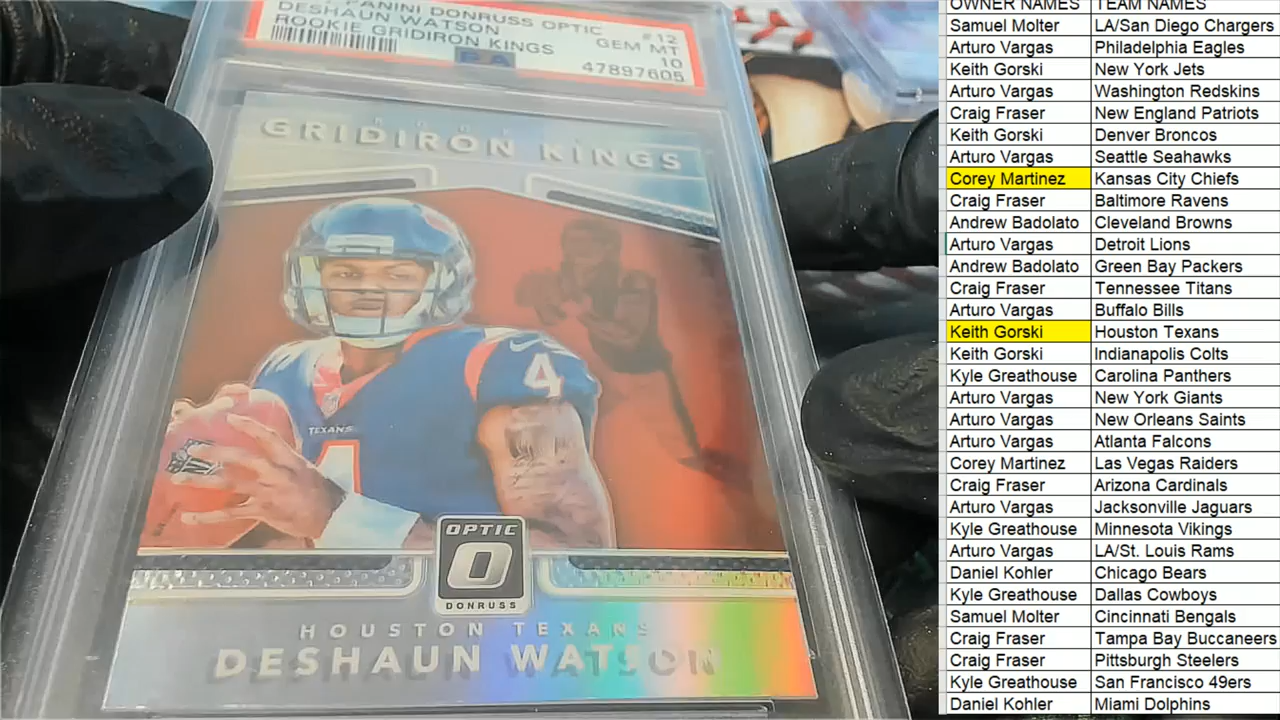 PANINI DONRUSS OPTIC #12
DESHAUN WATSON GEM MT
ROOKIE GRIDIRON KINGS 10
47897605
GRIDIRON KINGS
4
TEXANS
4
OPTIC
O
DONRUSS
HOUSTON TEXANS
DESHAUN WATSON
OWNER NAMES TEAM NAMES
Samuel Molter LA/San Diego Chargers
Arturo Vargas Philadelphia Eagles
Keith Gorski New York Jets
Arturo Vargas Washington Redskins
Craig Fraser New England Patriots
Keith Gorski Denver Broncos
Arturo Vargas Seattle Seahawks
Corey Martinez Kansas City Chiefs
Craig Fraser Baltimore Ravens
Andrew Badolato Cleveland Browns
Arturo Vargas Detroit Lions
Andrew Badolato Green Bay Packers
Craig Fraser Tennessee Titans
Arturo Vargas Buffalo Bills
Keith Gorski Houston Texans
Keith Gorski Indianapolis Colts
Kyle Greathouse Carolina Panthers
Arturo Vargas New York Giants
Arturo Vargas New Orleans Saints
Arturo Vargas Atlanta Falcons
Corey Martinez Las Vegas Raiders
Craig Fraser Arizona Cardinals
Arturo Vargas Jacksonville Jaguars
Kyle Greathouse Minnesota Vikings
Arturo Vargas LA/St. Louis Rams
Daniel Kohler Chicago Bears
Kyle Greathouse Dallas Cowboys
Samuel Molter Cincinnati Bengals
Craig Fraser Tampa Bay Buccaneers
Craig Fraser Pittsburgh Steelers
Kyle Greathouse San Francisco 49ers
Daniel Kohler Miami Dolphins